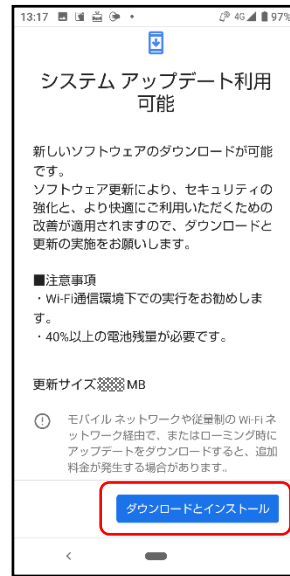 13:17 4G 97%
システム アップデート利用
可能
新しいソフトウェアのダウンロードが可能
です。
ソフトウェア更新により、セキュリティの
強化と、より快適にご利用いただくための
改善が適用されますので、ダウンロードと
更新の実施をお願いします。
■注意事項
・Wi-Fi通信環境下での実行をお勧めしま
す。
・40%以上の電池残量が必要です。
更新サイズ MB
モバイル ネットワークや従量制の Wi-Fi ネ
ットワーク経由で、またはローミング時に
アップデートをダウンロードすると、追加
料金が発生する場合があります。
ダウンロードとインストール